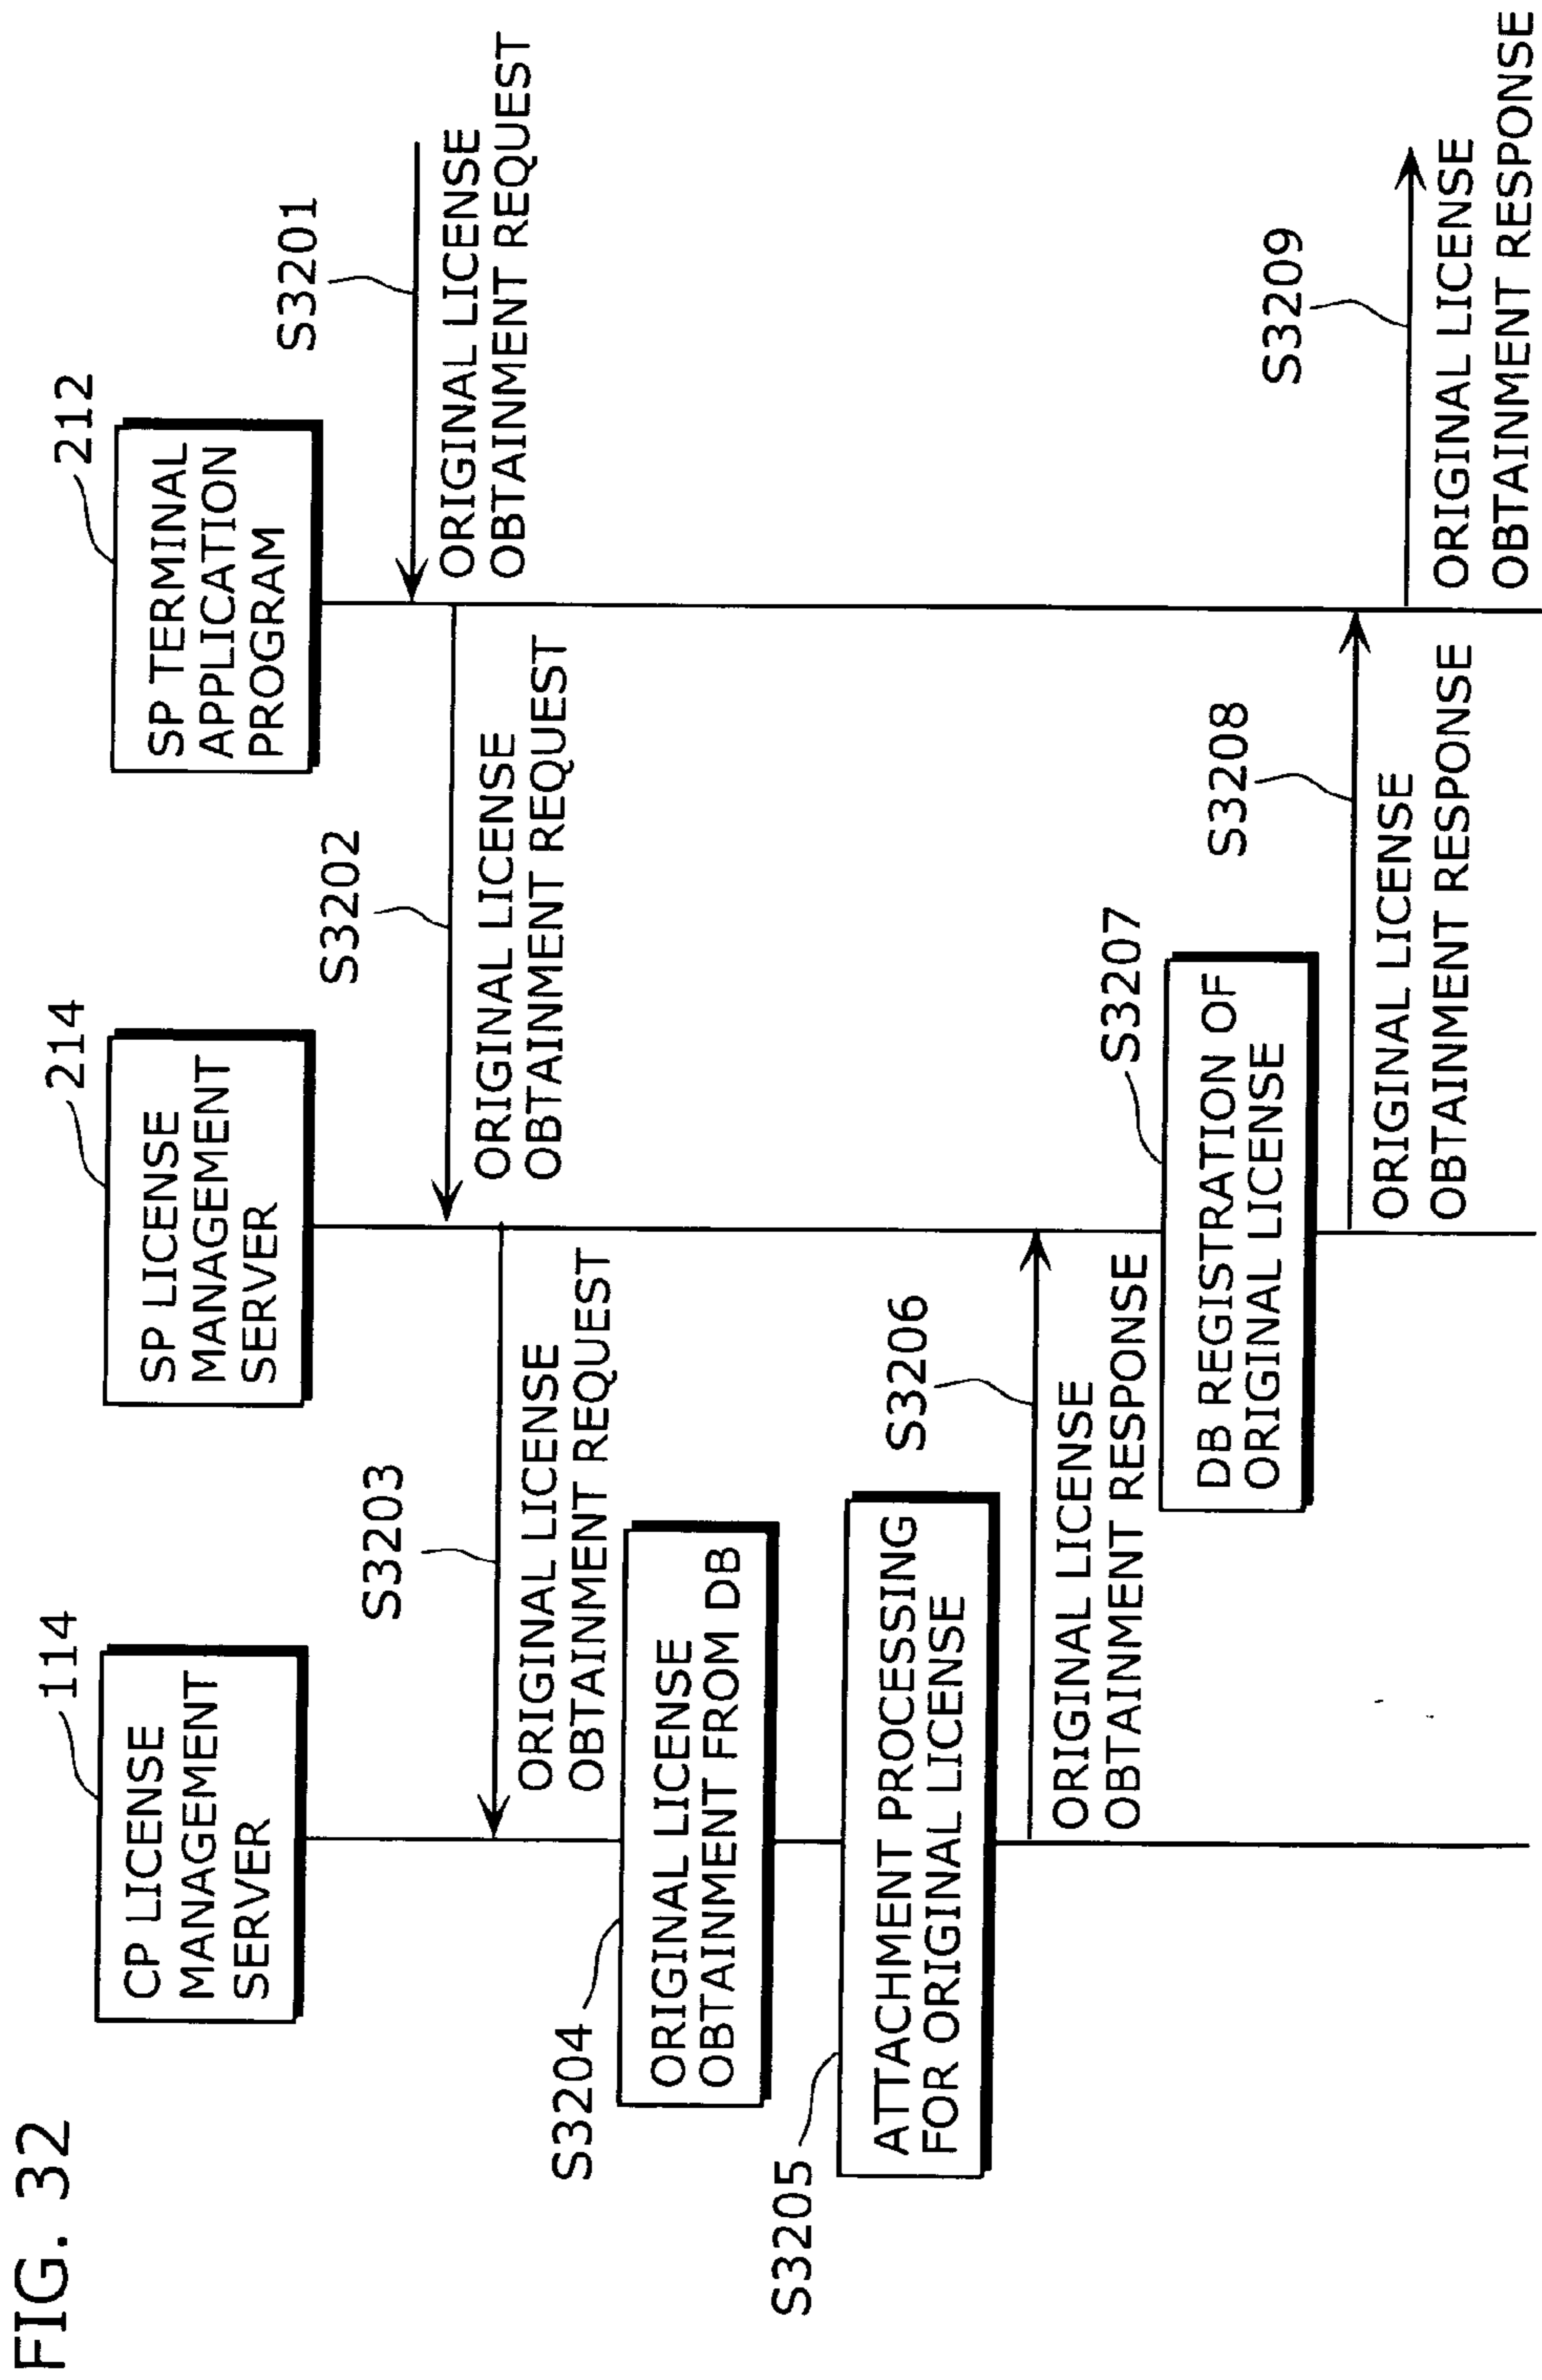 FIG. 32
114
CP LICENSE
MANAGEMENT
SERVER
214
SP LICENSE
MANAGEMENT
SERVER
212
SP TERMINAL
APPLICATION
PROGRAM
S3201
ORIGINAL LICENSE
OBTAINMENT REQUEST
S3202
ORIGINAL LICENSE
OBTAINMENT REQUEST
S3203
ORIGINAL LICENSE
OBTAINMENT REQUEST
S3204
ORIGINAL LICENSE
OBTAINMENT FROM DB
S3205
ATTACHMENT PROCESSING
FOR ORIGINAL LICENSE
S3206
ORIGINAL LICENSE
OBTAINMENT RESPONSE
S3207
DB REGISTRATION OF
ORIGINAL LICENSE
S3208
ORIGINAL LICENSE
OBTAINMENT RESPONSE
S3209
ORIGINAL LICENSE
OBTAINMENT RESPONSE